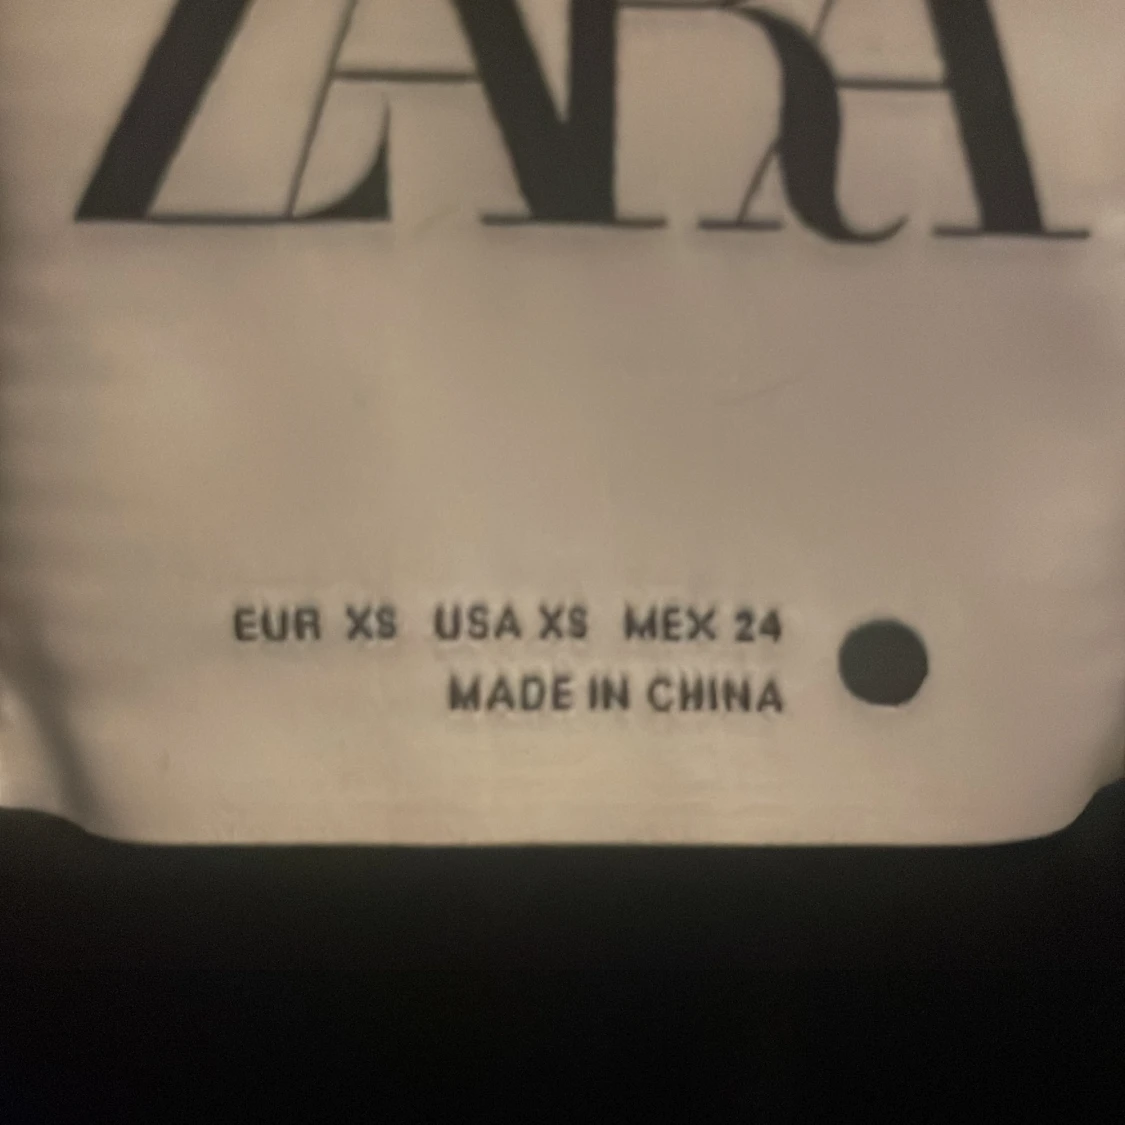 ZARA
EUR XS USA XS MEX 24
MADE IN CHINA